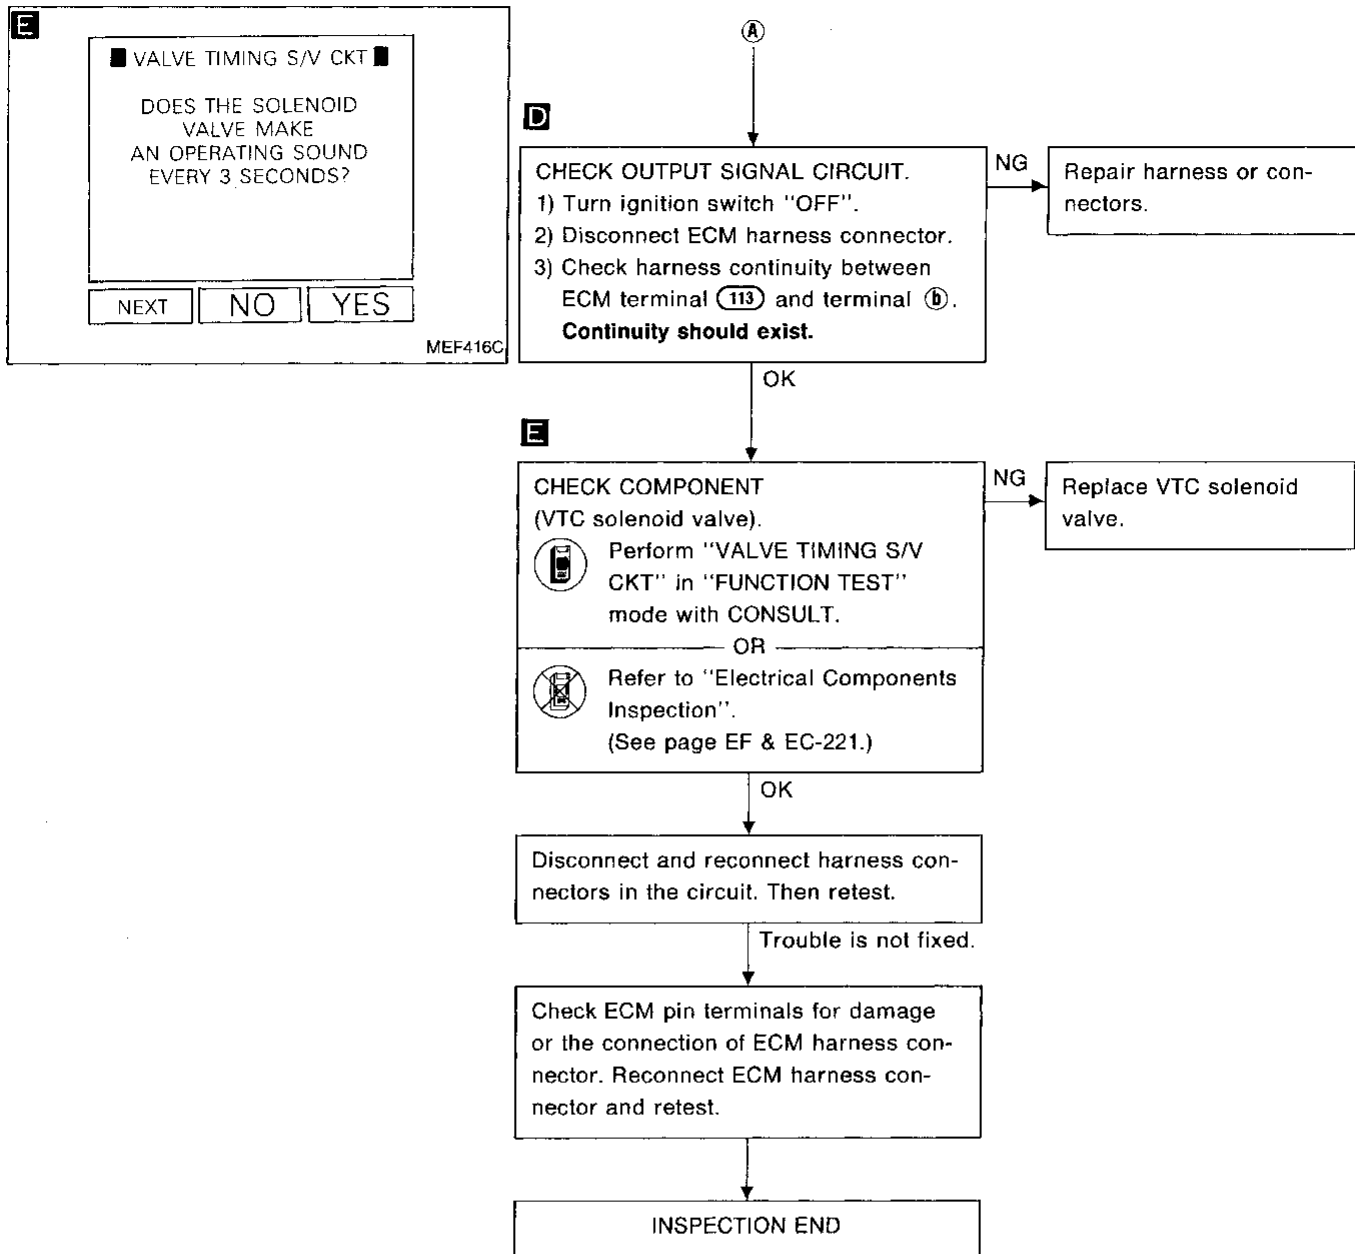 E
VALVE TIMING S/V CKT
DOES THE SOLENOID
VALVE MAKE
AN OPERATING SOUND
EVERY 3 SECONDS?
NEXT
NO
YES
MEF416C
A
D
CHECK OUTPUT SIGNAL CIRCUIT.
1) Turn ignition switch "OFF".
2) Disconnect ECM harness connector.
3) Check harness continuity between
ECM terminal 113 and terminal b.
Continuity should exist.
NG
Repair harness or con-
nectors.
OK
E
CHECK COMPONENT
(VTC solenoid valve).
Perform "VALVE TIMING S/V
CKT" in "FUNCTION TEST"
mode with CONSULT.
OR
Refer to "Electrical Components
Inspection".
(See page EF & EC-221.)
NG
Replace VTC solenoid
valve.
OK
Disconnect and reconnect harness con-
nectors in the circuit. Then retest.
Trouble is not fixed.
Check ECM pin terminals for damage
or the connection of ECM harness con-
nector. Reconnect ECM harness con-
nector and retest.
INSPECTION END